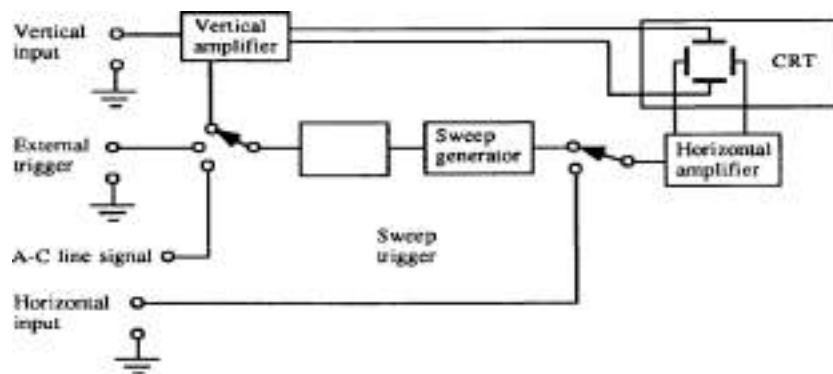 Vertical
input
Vertical
amplifier
CRT
External
trigger
Sweep
generator
Horizontal
amplifier
A-C line signal
Sweep
trigger
Horizontal
input